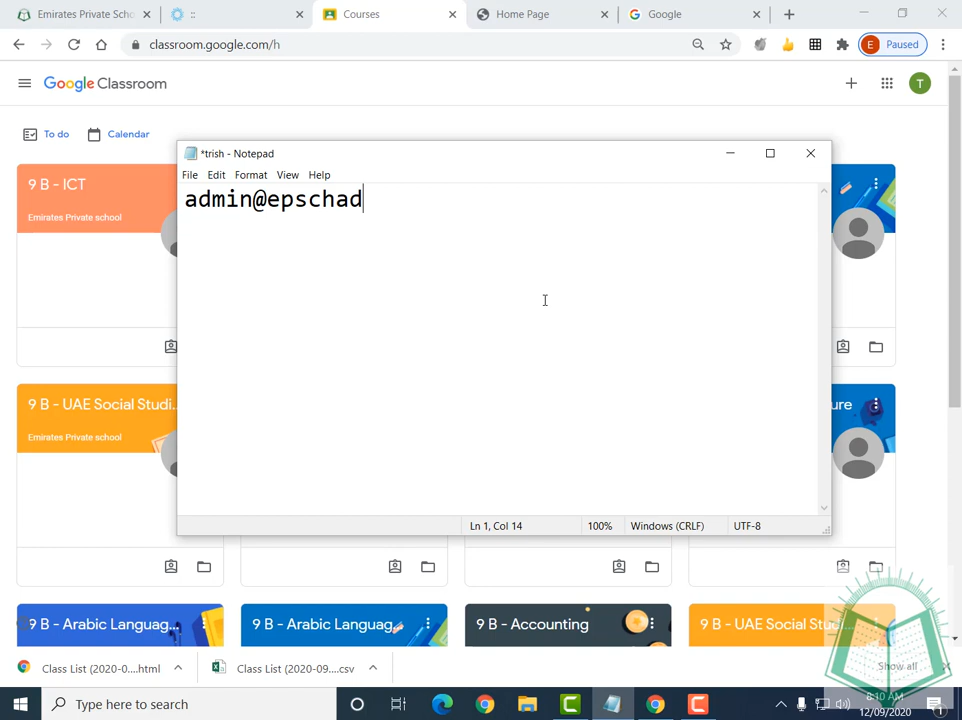 Emirates Private Scho
::
Courses
Home Page
Google
classroom.google.com/h
E Paused
Google Classroom
T
To do
Calendar
*trish - Notepad
File Edit Format View Help
admin@epschad
Ln 1, Col 14
100%
Windows (CRLF)
UTF-8
9 B - ICT
Emirates Private school
9 B - UAE Social Studi...
Emirates Private school
ure
9 B - Arabic Languag...
9 B - Arabic Languag...
9 B - Accounting
9 B - UAE Social Studi...
Class List (2020-0....html
Class List (2020-09....csv
Show all
Type here to search
8:10 AM
12/09/2020
1